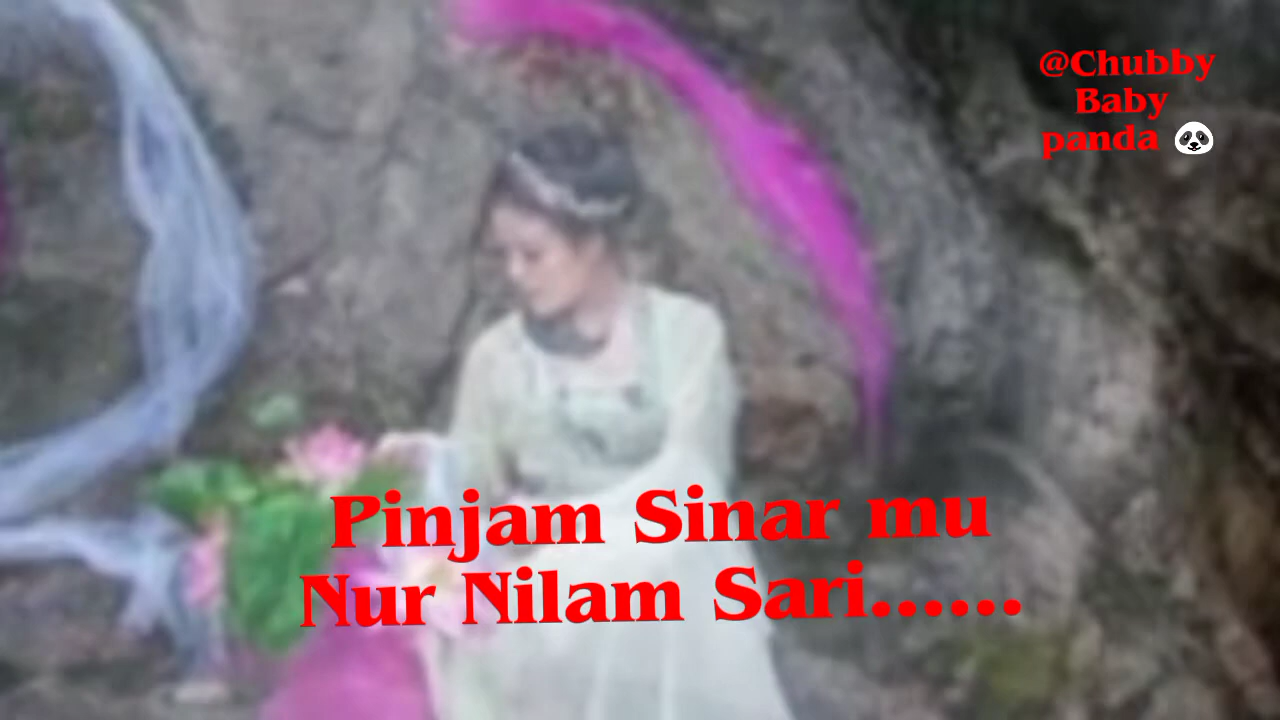 @Chubby
Baby
panda 🐼
Pinjam Sinar mu
Nur Nilam Sari......